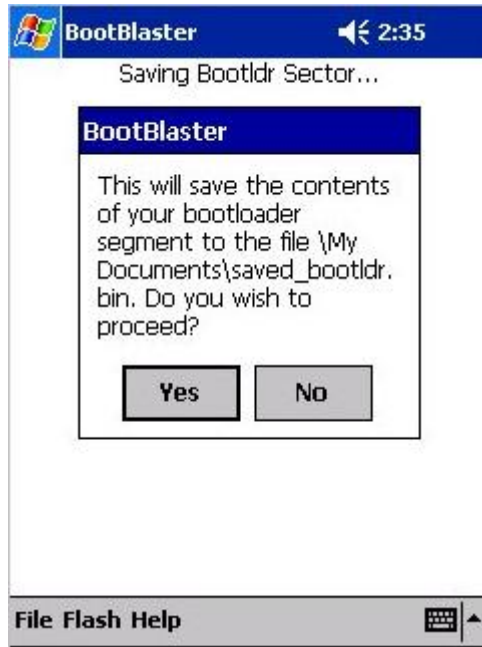 BootBlaster 2:35
Saving Bootldr Sector...
BootBlaster
This will save the contents
of your bootloader
segment to the file \My
Documents\saved_bootldr.
bin. Do you wish to
proceed?
Yes No
File Flash Help